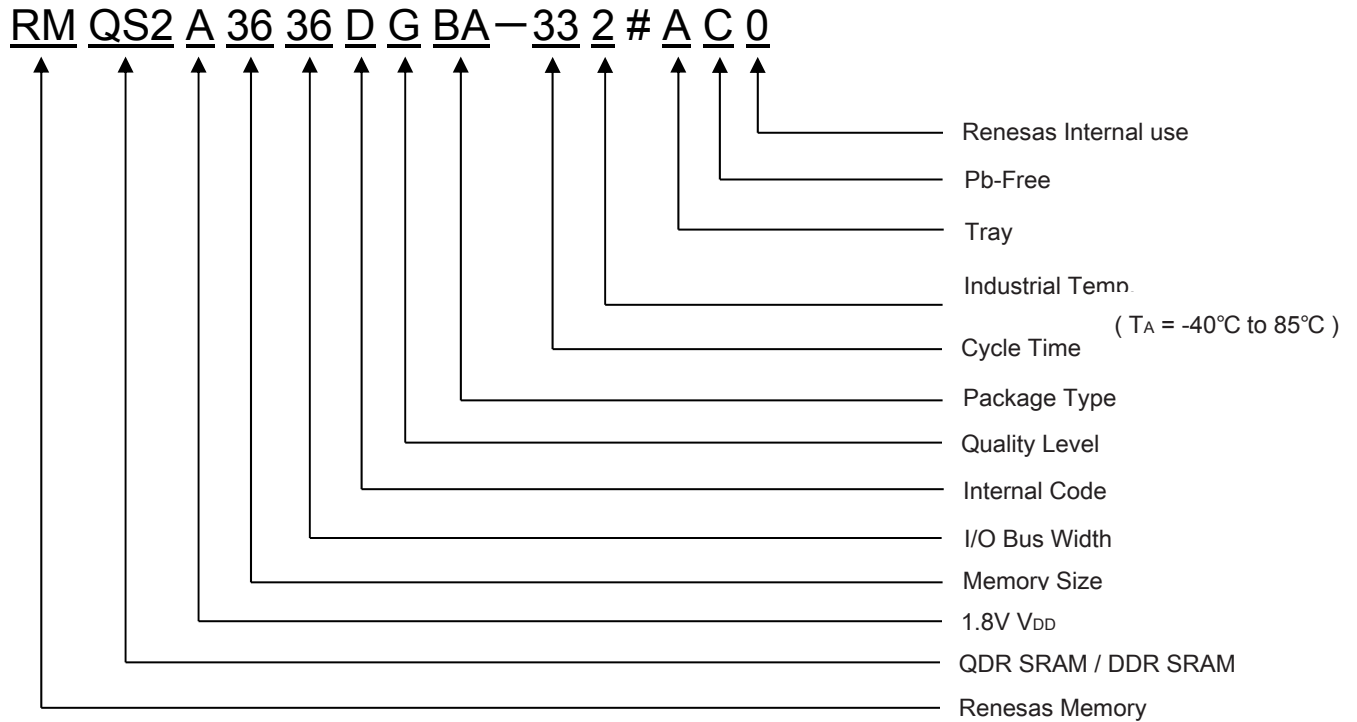 RM QS2 A 36 36 D G BA－33 2 # A C 0
Renesas Internal use
Pb-Free
Tray
Industrial Temp.
( TA = -40℃ to 85℃ )
Cycle Time
Package Type
Quality Level
Internal Code
I/O Bus Width
Memory Size
1.8V VDD
QDR SRAM / DDR SRAM
Renesas Memory